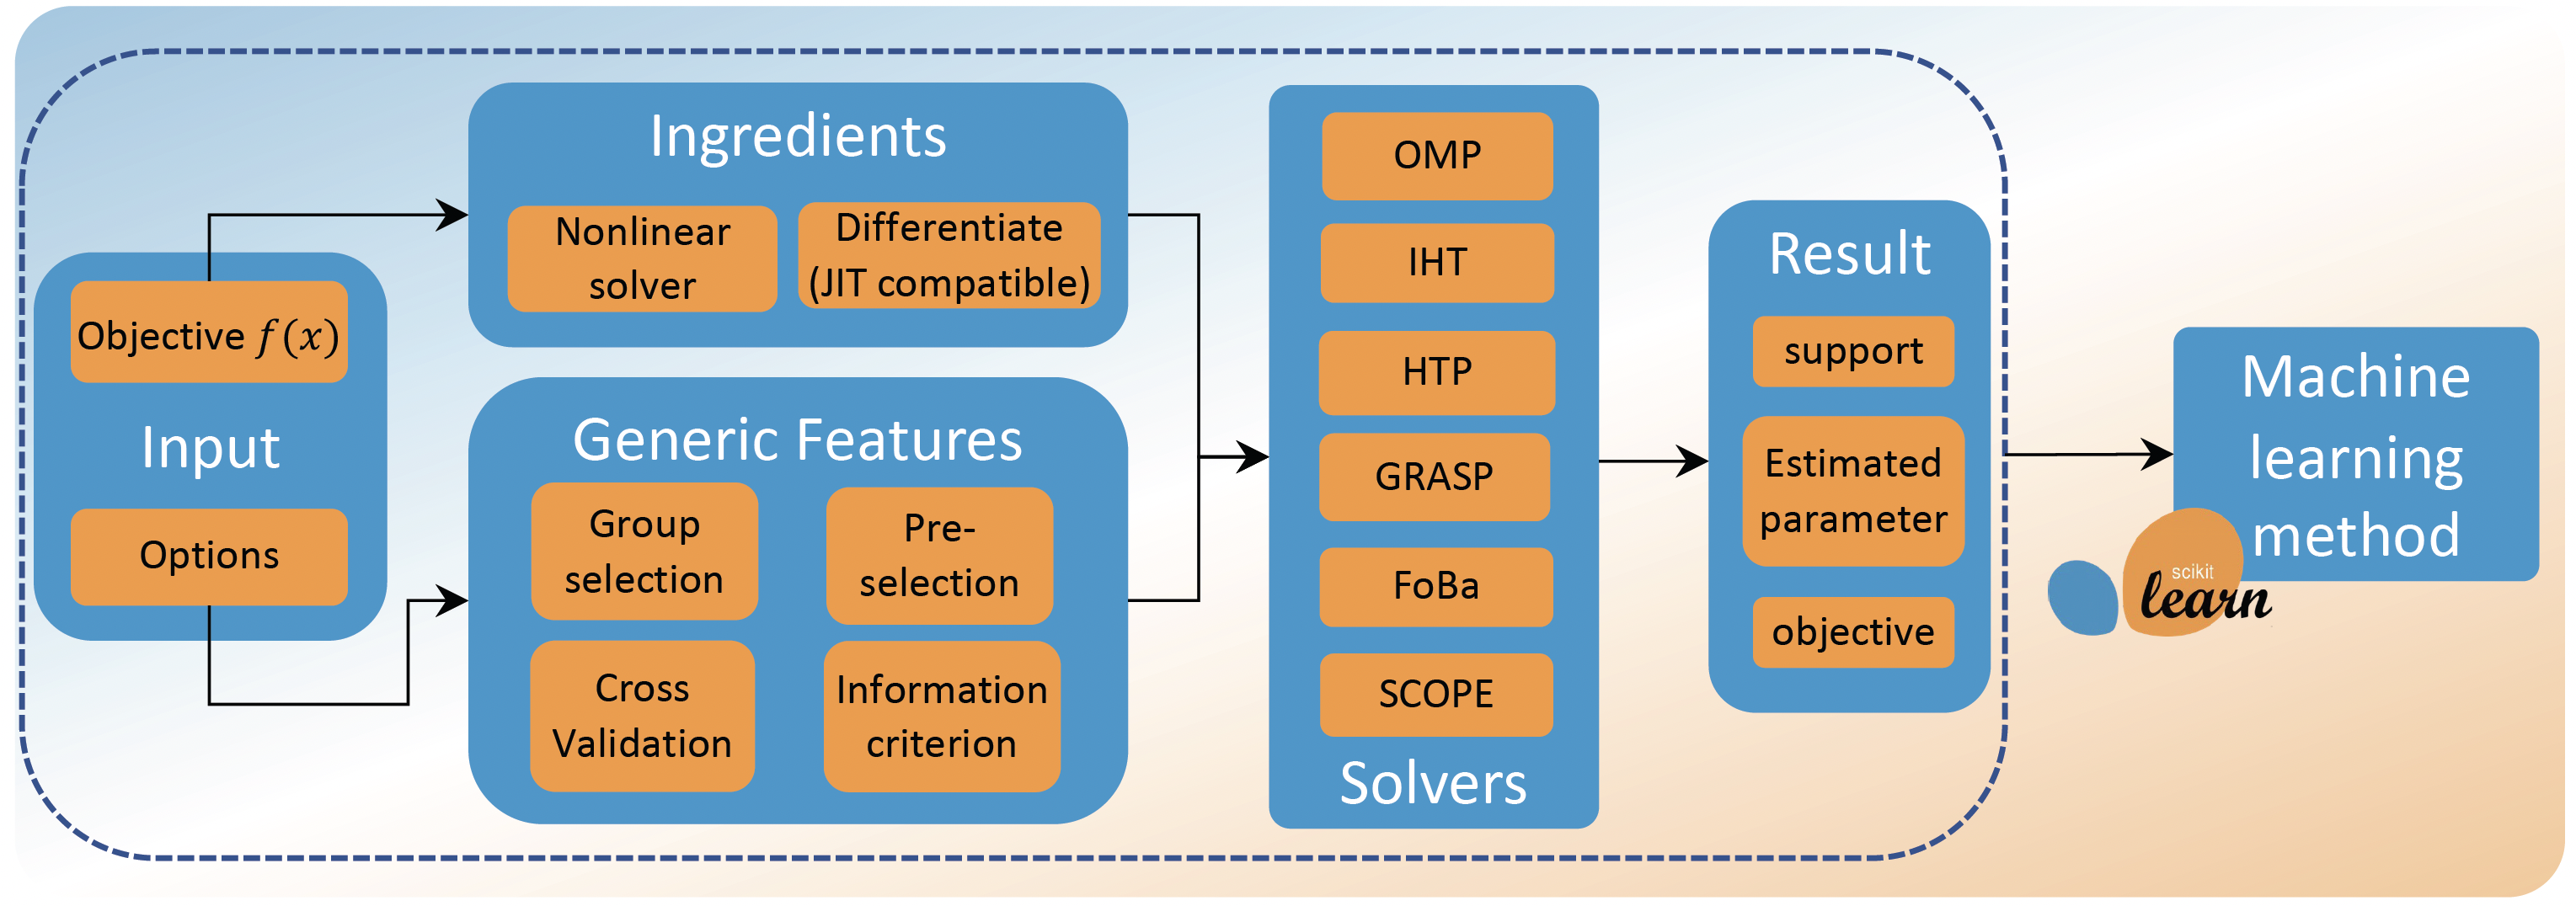 Objective f(x)
Input
Options
Ingredients
Nonlinear
solver
Differentiate
(JIT compatible)
Generic Features
Group
selection
Pre-
selection
Cross
Validation
Information
criterion
OMP
IHT
HTP
GRASP
FoBa
SCOPE
Solvers
Result
support
Estimated
parameter
objective
Machine
learning
method
scikit
learn